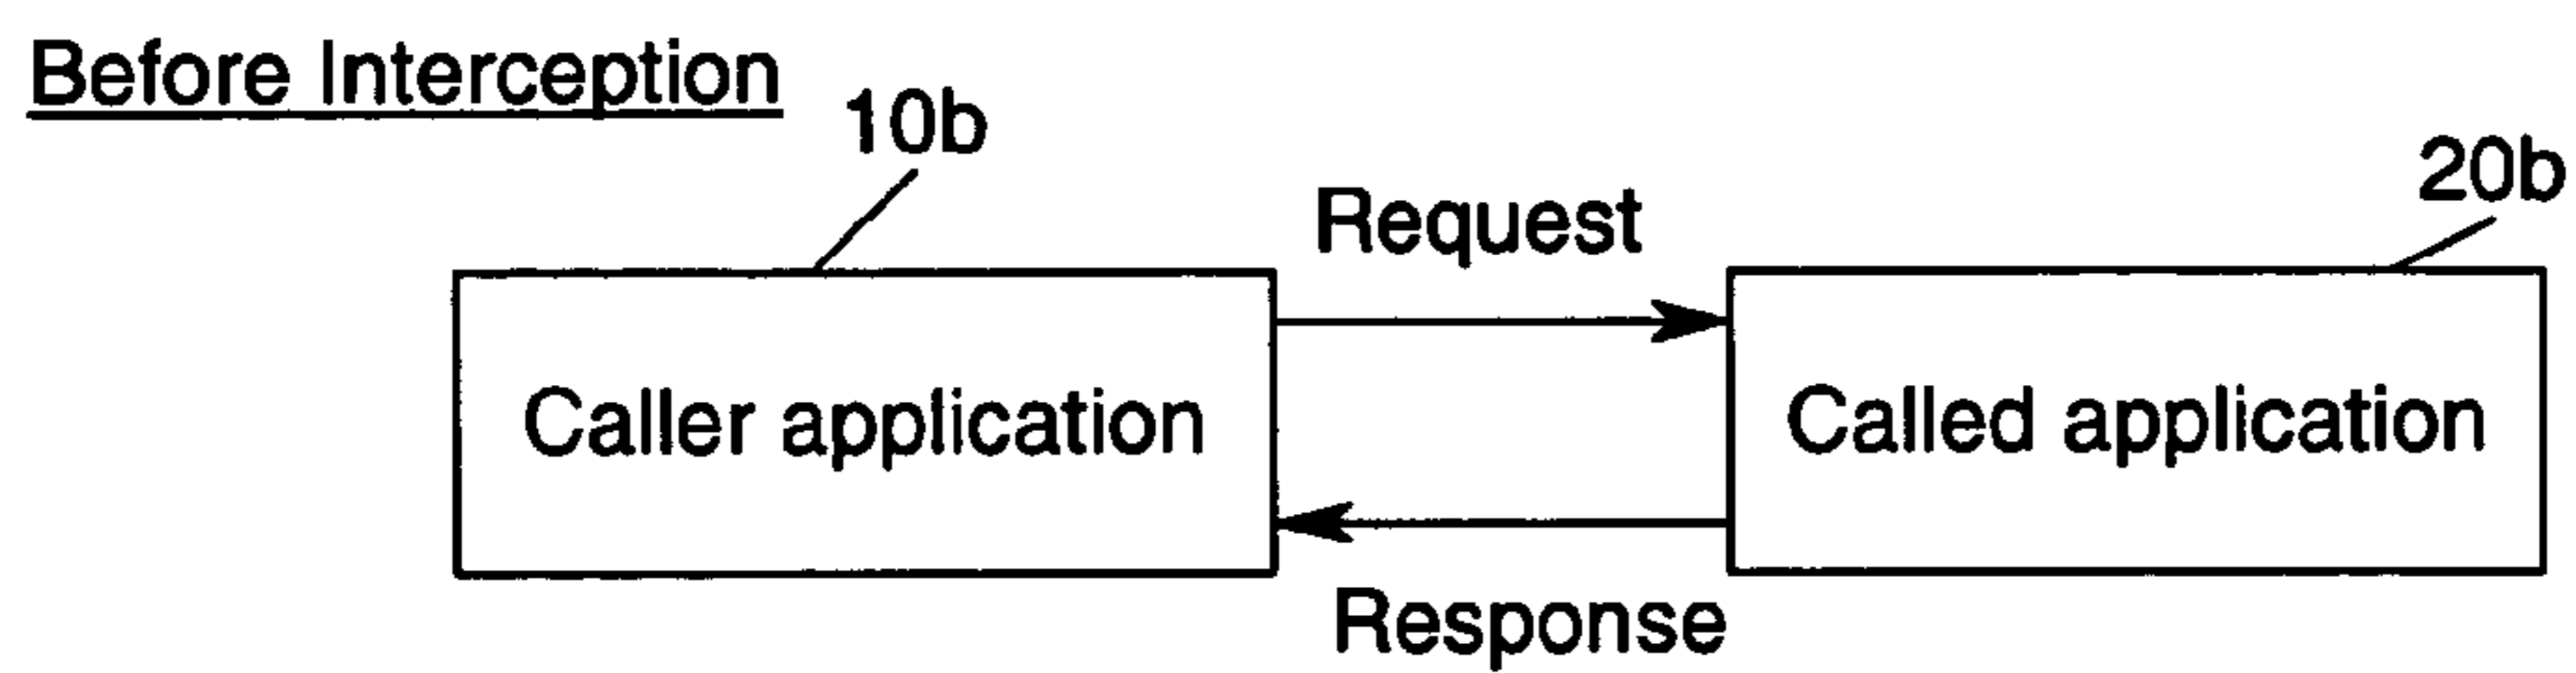 Before Interception
10b
20b
Request
Caller application
Called application
Response